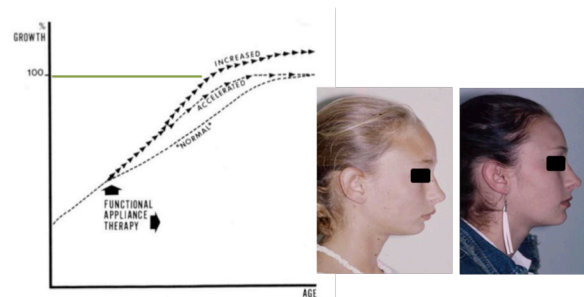 %
GROWTH
100
INCREASED
ACCELERATED
"NORMAL"
FUNCTIONAL
APPLIANCE
THERAPY
AGE